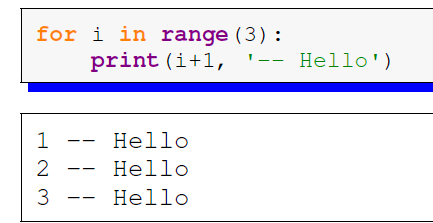 for i in range(3):
    print(i+1, '-- Hello')
1 -- Hello
2 -- Hello
3 -- Hello